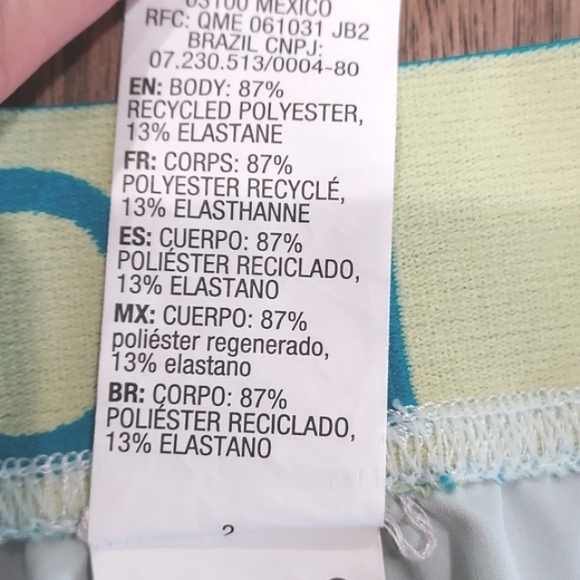 03100 MÉXICO
RFC: QME 061031 JB2
BRAZIL CNPJ:
07.230.513/0004-80
EN: BODY: 87%
RECYCLED POLYESTER,
13% ELASTANE
FR: CORPS: 87%
POLYESTER RECYCLÉ,
13% ELASTHANNE
ES: CUERPO: 87%
POLIÉSTER RECICLADO,
13% ELASTANO
MX: CUERPO: 87%
poliéster regenerado,
13% elastano
BR: CORPO: 87%
POLIÉSTER RECICLADO,
13% ELASTANO